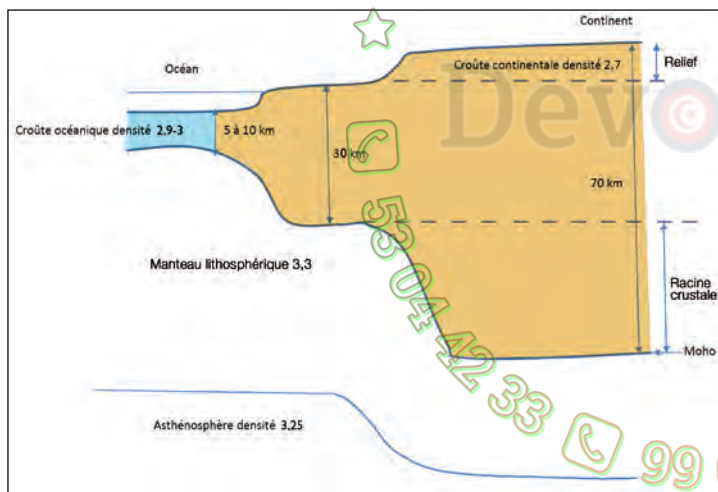 Continent
Océan
Croûte continentale densité 2,7
Relief
Devo
Croûte océanique densité 2,9-3
5 à 10 km
30 km
70 km
Manteau lithosphérique 3,3
Racine
crustale
Moho
Asthénosphère densité 3,25
53 04 42 33
99